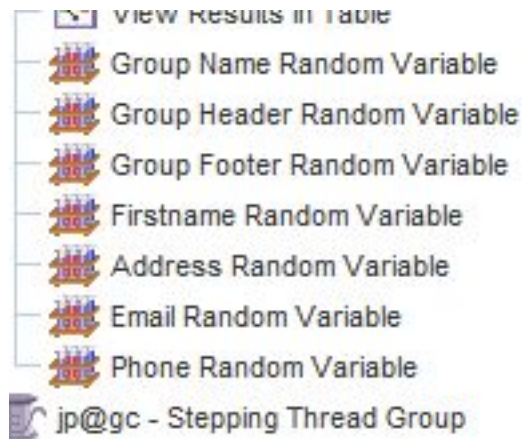 View Results in Table
Group Name Random Variable
Group Header Random Variable
Group Footer Random Variable
Firstname Random Variable
Address Random Variable
Email Random Variable
Phone Random Variable
jp@gc - Stepping Thread Group